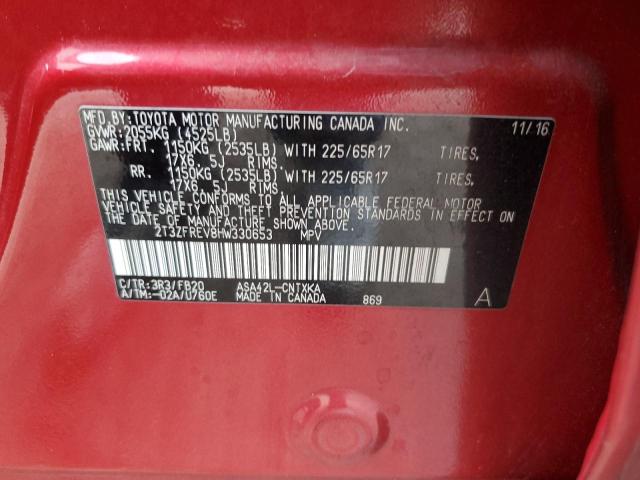 MFD. BY: TOYOTA MOTOR MANUFACTURING CANADA INC. 11/16
GVWR: 2055KG (4525LB)
GAWR: FRT. 1150KG (2535LB) WITH 225/65R17 TIRES,
17X6. 5J RIMS
RR. 1150KG (2535LB) WITH 225/65R17 TIRES,
17X6. 5J RIMS
THIS VEHICLE CONFORMS TO ALL APPLICABLE FEDERAL MOTOR
VEHICLE SAFETY AND THEFT PREVENTION STANDARDS IN EFFECT ON
THE DATE OF MANUFACTURE SHOWN ABOVE.
2T3ZFREV8HW330653 MPV
C/TR: 3R3/FB20 ASA42L-CNTXKA
A/TM: -02A/U760E MADE IN CANADA 869 A